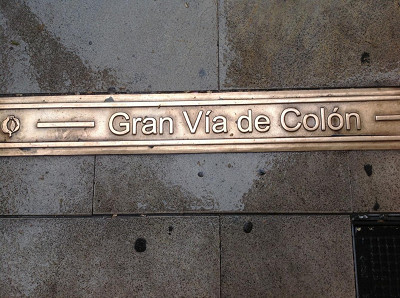 Gran Vía de Colón